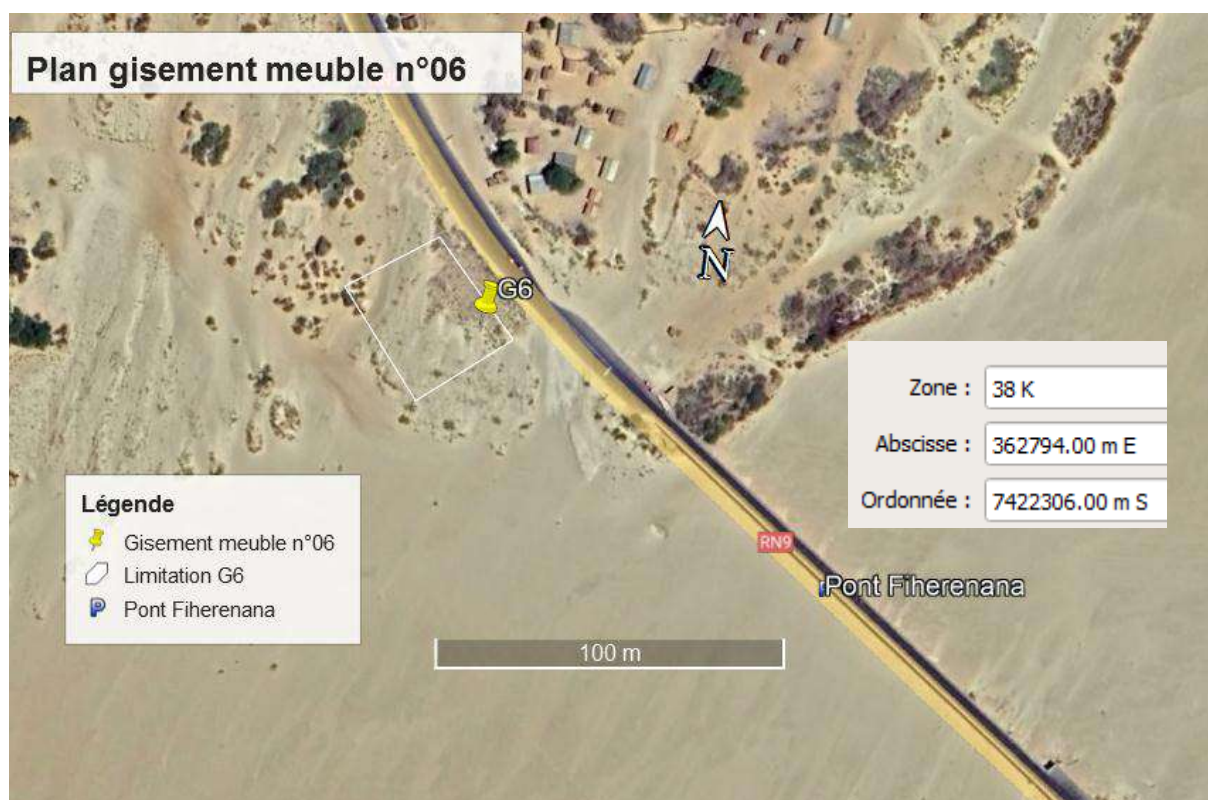 Plan gisement meuble n°06
N
G6
Zone : 38 K
Abscisse : 362794.00 m E
Ordonnée : 7422306.00 m S
Légende
Gisement meuble n°06
Limitation G6
P Pont Fiherenana
RN9
Pont Fiherenana
100 m